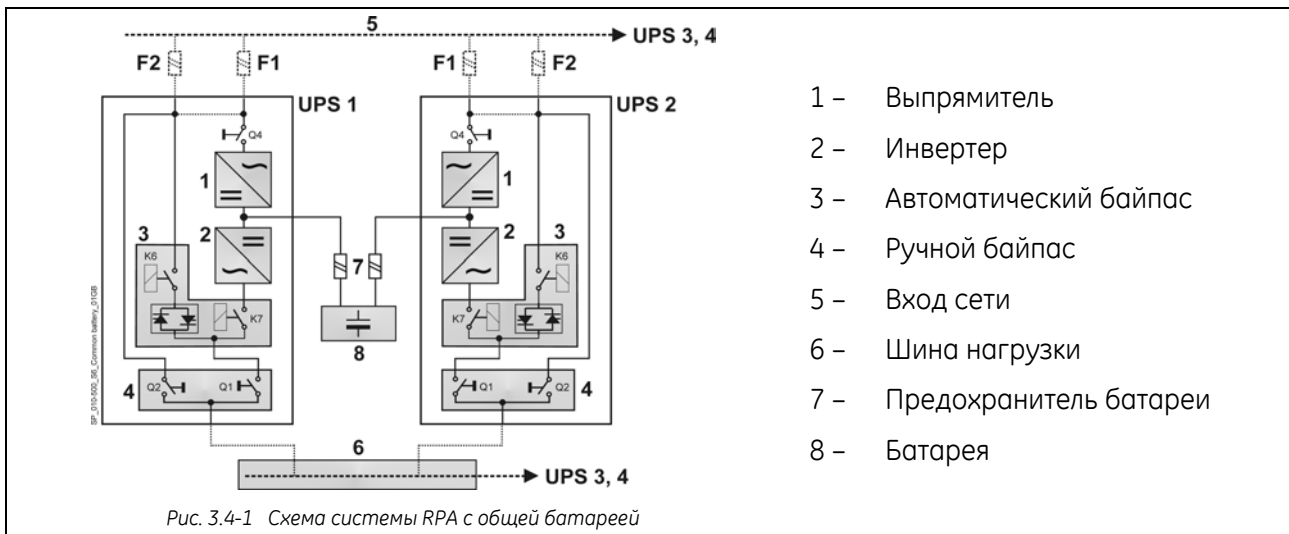 5
UPS 3, 4
F2
F1
F1
F2
UPS 1
UPS 2
Q4
Q4
1
1
2
2
3
3
K6
K6
7
K7
K7
8
4
Q2
Q1
Q1
Q2
4
6
UPS 3, 4
SP_010-500_S6_Common battery_01GB
Рис. 3.4-1 Схема системы RPA с общей батареей
1 – Выпрямитель
2 – Инвертер
3 – Автоматический байпас
4 – Ручной байпас
5 – Вход сети
6 – Шина нагрузки
7 – Предохранитель батареи
8 – Батарея